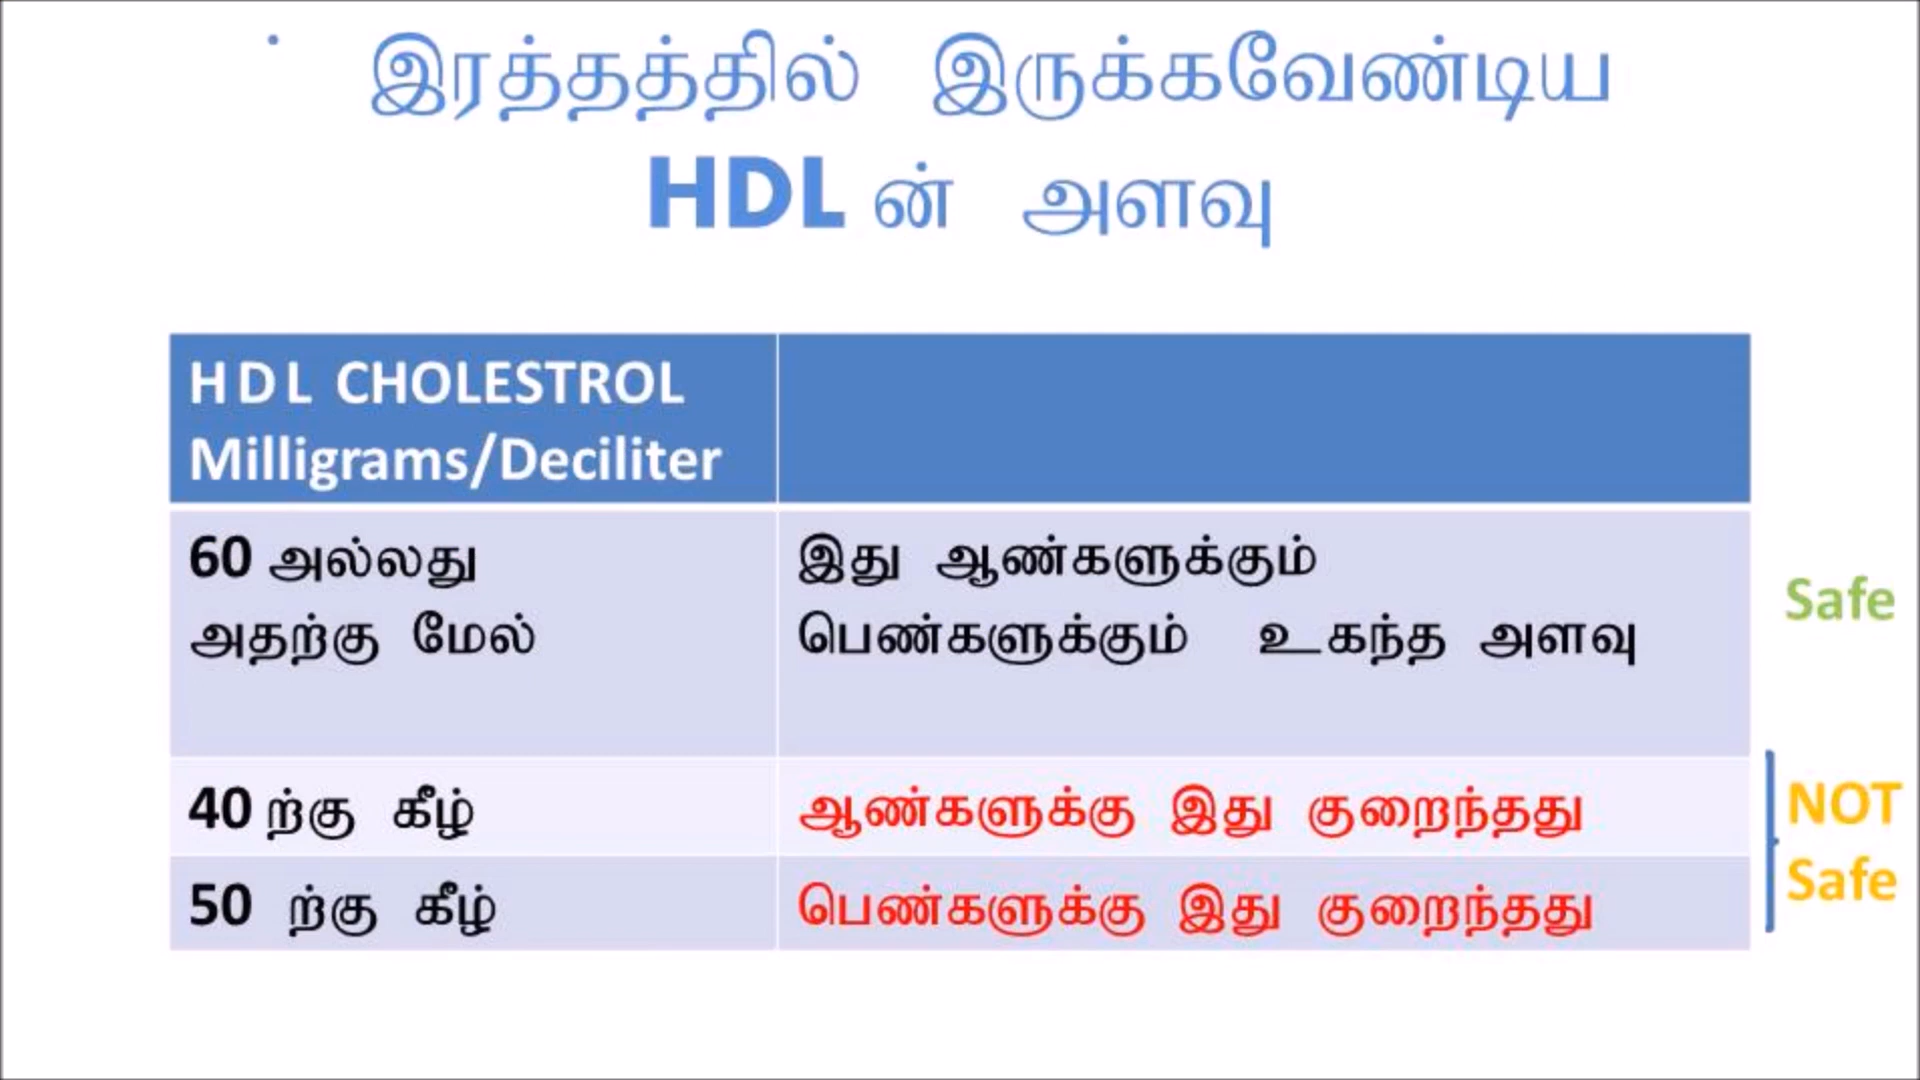 இரத்தத்தில் இருக்கவேண்டிய
HDL ன் அளவு
H D L CHOLESTROL
Milligrams/Deciliter
60 அல்லது
அதற்கு மேல்
இது ஆண்களுக்கும்
பெண்களுக்கும் உகந்த அளவு
Safe
40 ற்கு கீழ்
ஆண்களுக்கு இது குறைந்தது
50 ற்கு கீழ்
பெண்களுக்கு இது குறைந்தது
NOT
Safe